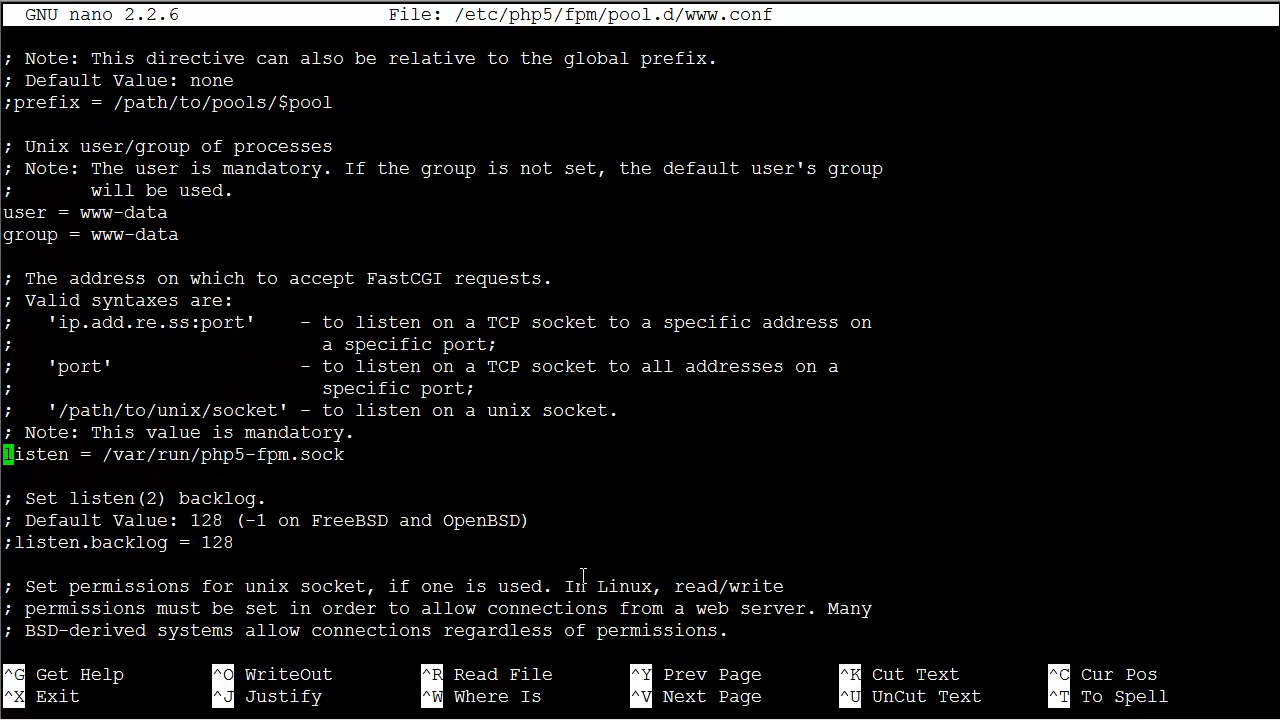 GNU nano 2.2.6 File: /etc/php5/fpm/pool.d/www.conf
; Note: This directive can also be relative to the global prefix.
; Default Value: none
;prefix = /path/to/pools/$pool
; Unix user/group of processes
; Note: The user is mandatory. If the group is not set, the default user's group
;       will be used.
user = www-data
group = www-data
; The address on which to accept FastCGI requests.
; Valid syntaxes are:
;   'ip.add.re.ss:port'    - to listen on a TCP socket to a specific address on
;                            a specific port;
;   'port'                 - to listen on a TCP socket to all addresses on a
;                            specific port;
;   '/path/to/unix/socket' - to listen on a unix socket.
; Note: This value is mandatory.
listen = /var/run/php5-fpm.sock
; Set listen(2) backlog.
; Default Value: 128 (-1 on FreeBSD and OpenBSD)
;listen.backlog = 128
; Set permissions for unix socket, if one is used. In Linux, read/write
; permissions must be set in order to allow connections from a web server. Many
; BSD-derived systems allow connections regardless of permissions.
^G Get Help ^O WriteOut ^R Read File ^Y Prev Page ^K Cut Text ^C Cur Pos
^X Exit ^J Justify ^W Where Is ^V Next Page ^U UnCut Text ^T To Spell